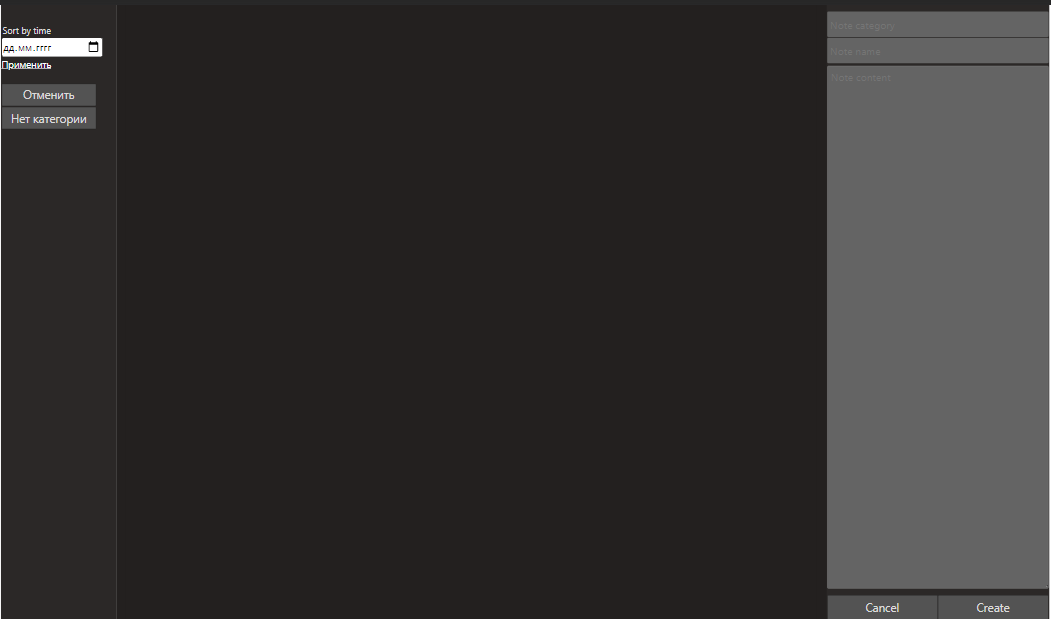 Sort by time
дд.мм.гггг
Применить
Отменить
Нет категории
Note category
Note name
Note content
Cancel
Create